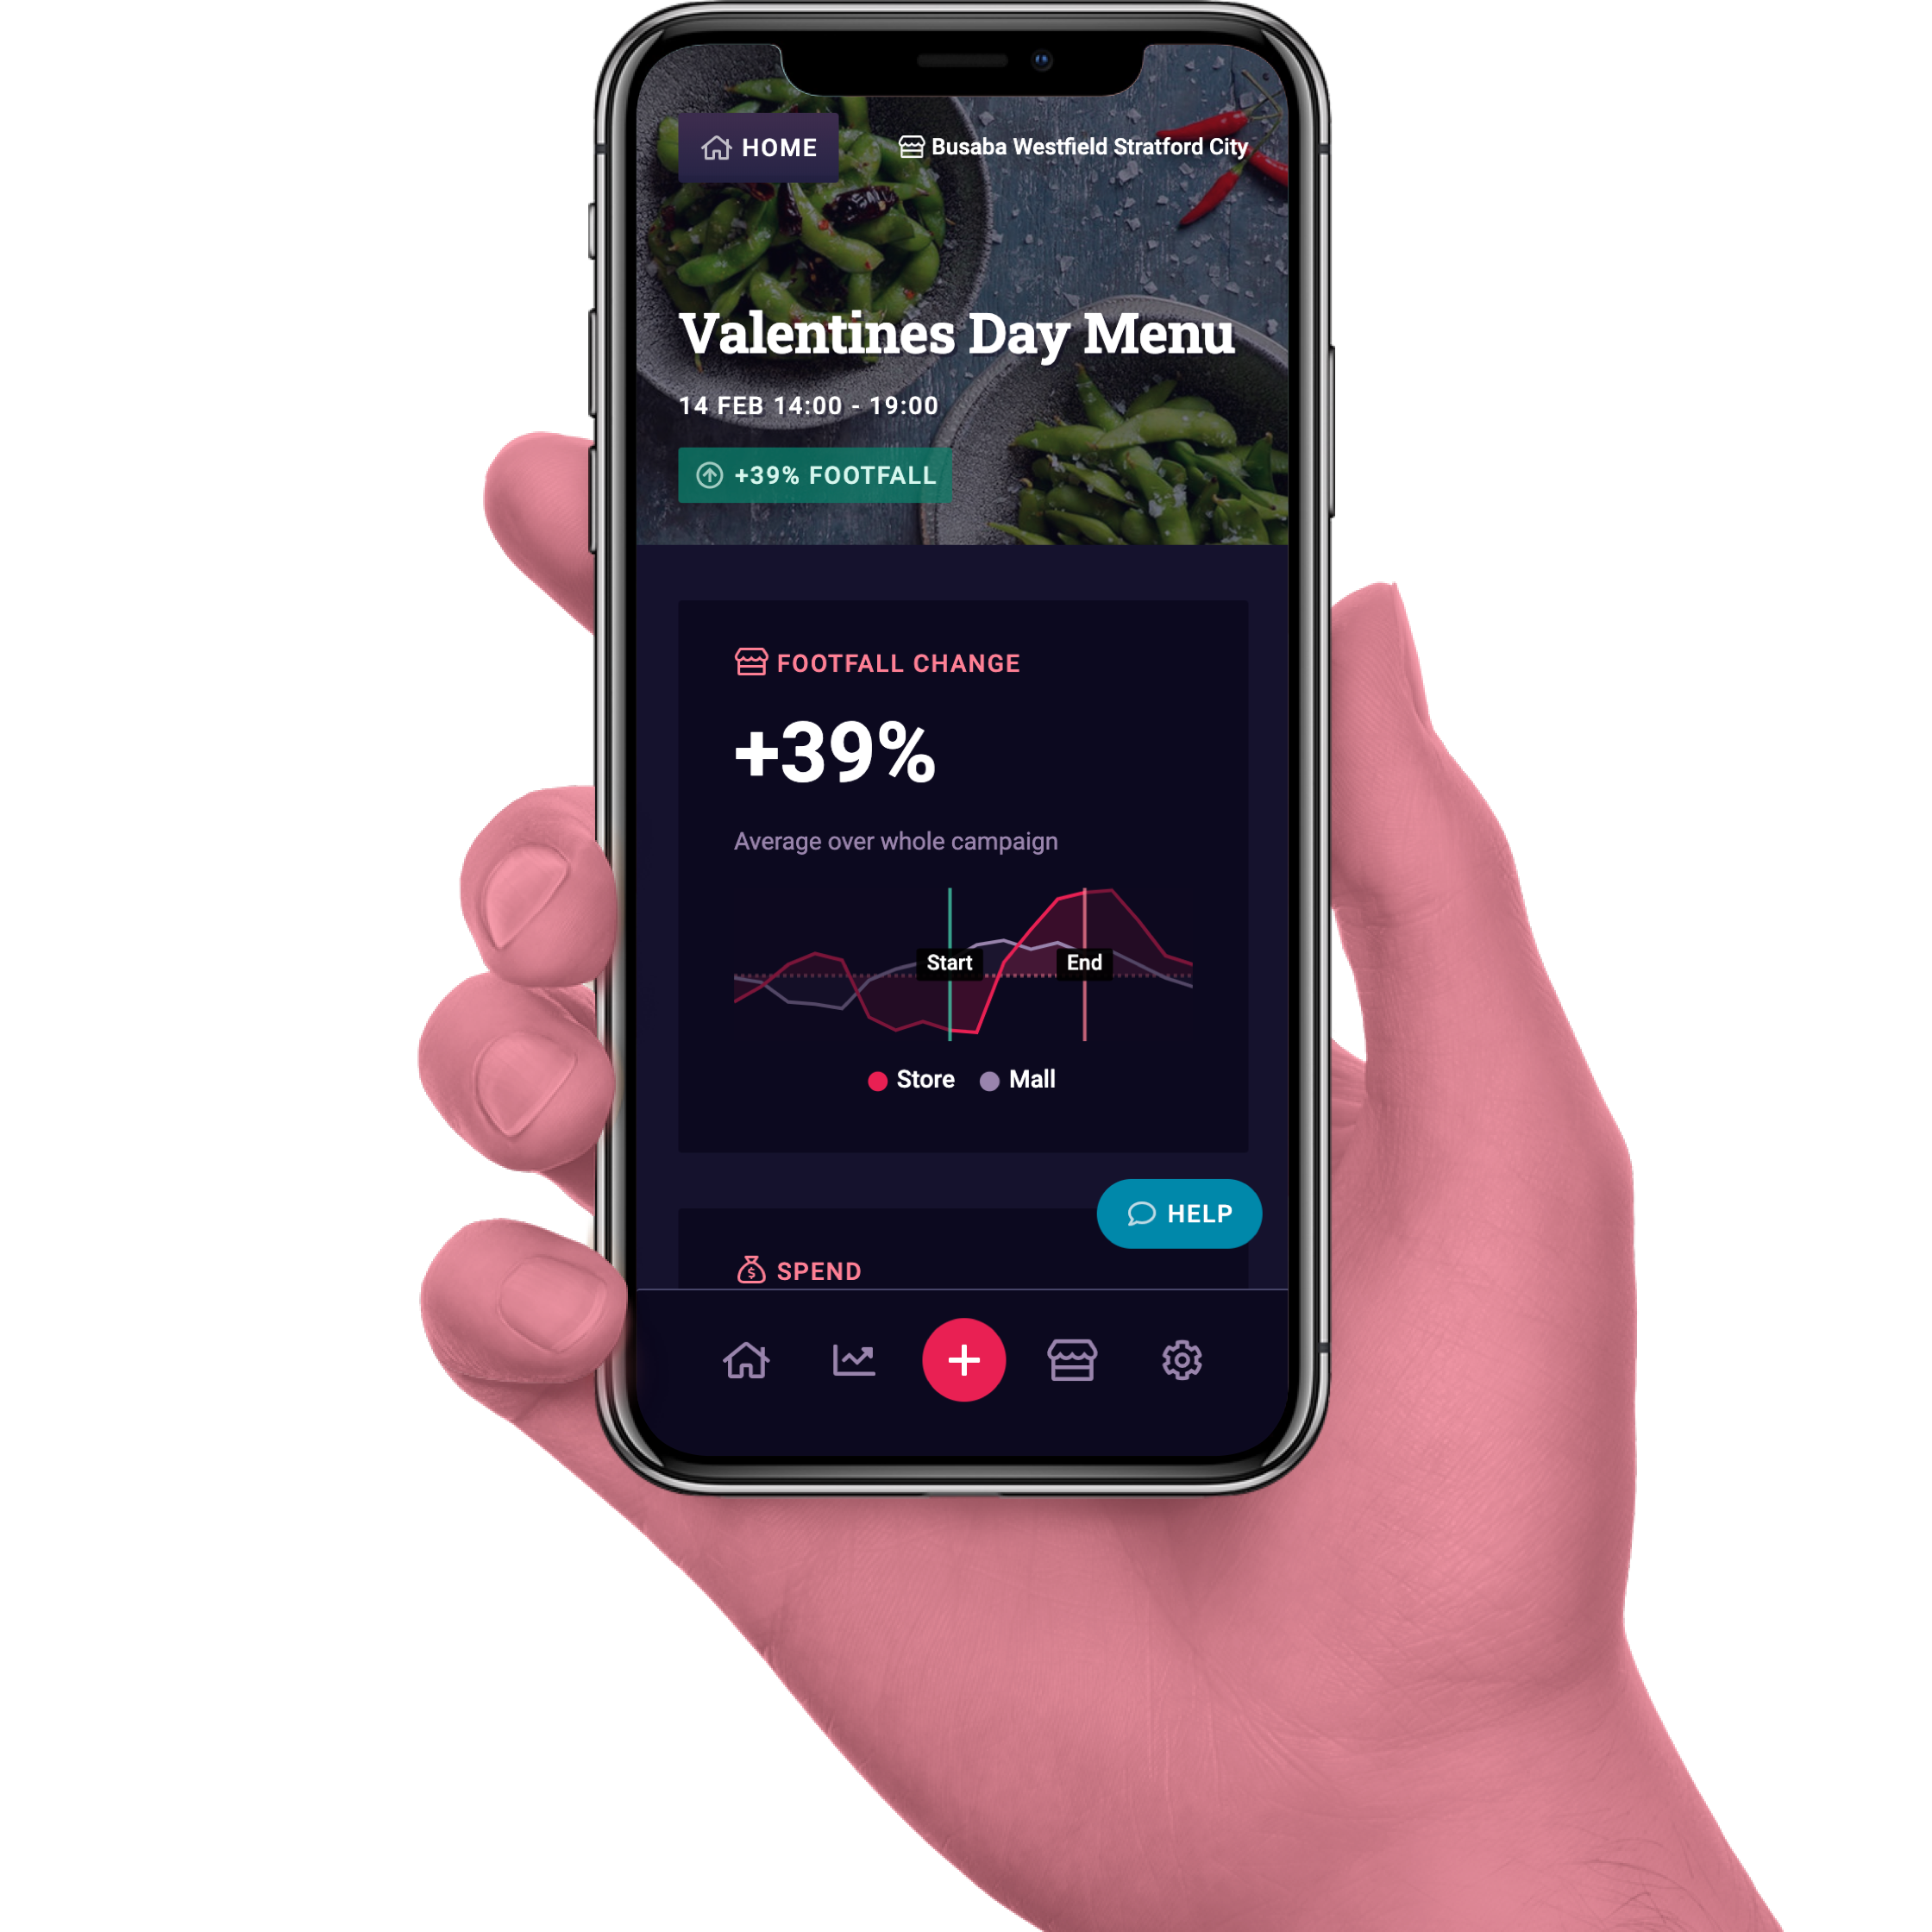 HOME
Busaba Westfield Stratford City
Valentines Day Menu
14 FEB 14:00 - 19:00
+39% FOOTFALL
FOOTFALL CHANGE
+39%
Average over whole campaign
Start
End
Store
Mall
HELP
SPEND